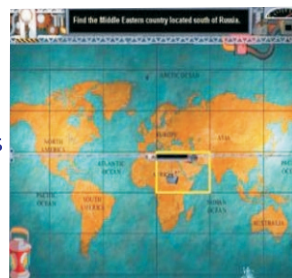 Find the Middle Eastern country located south of Russia.
ARCTIC OCEAN
NORTH
AMERICA
EUROPE
ASIA
ATLANTIC
OCEAN
AFRICA
PACIFIC
OCEAN
SOUTH
AMERICA
INDIAN
OCEAN
AUSTRALIA
s